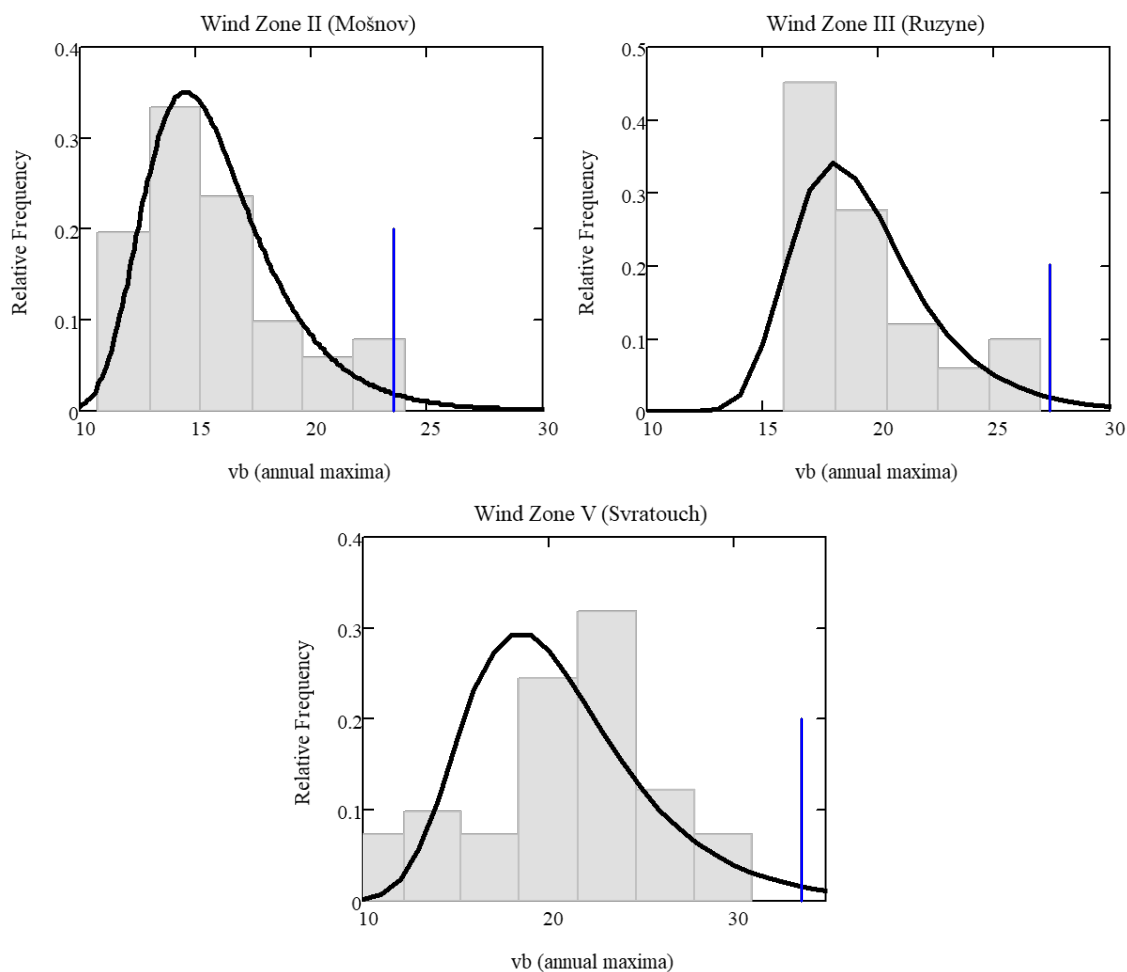 Wind Zone II (Mošnov)
0.4
0.3
0.2
0.1
0
Relative Frequency
10 15 20 25 30
vb (annual maxima)
Wind Zone III (Ruzyne)
0.5
0.4
0.3
0.2
0.1
0
Relative Frequency
10 15 20 25 30
vb (annual maxima)
Wind Zone V (Svratouch)
0.4
0.3
0.2
0.1
0
Relative Frequency
10 20 30
vb (annual maxima)